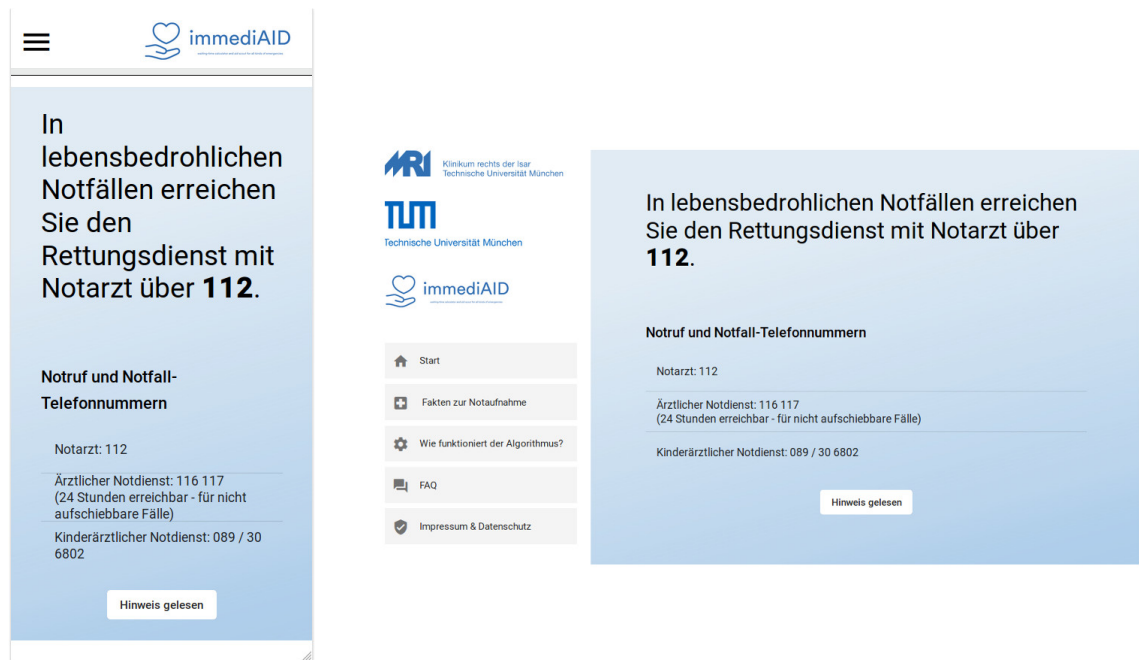 immediAID
In
lebensbedrohlichen
Notfällen erreichen
Sie den
Rettungsdienst mit
Notarzt über 112.
Notruf und Notfall-
Telefonnummern
Notarzt: 112
Ärztlicher Notdienst: 116 117
(24 Stunden erreichbar - für nicht
aufschiebbare Fälle)
Kinderärztlicher Notdienst: 089 / 30
6802
Hinweis gelesen
MRI
Klinikum rechts der Isar
Technische Universität München
TUM
Technische Universität München
immediAID
Start
Fakten zur Notaufnahme
Wie funktioniert der Algorithmus?
FAQ
Impressum & Datenschutz
In lebensbedrohlichen Notfällen erreichen
Sie den Rettungsdienst mit Notarzt über
112.
Notruf und Notfall-Telefonnummern
Notarzt: 112
Ärztlicher Notdienst: 116 117
(24 Stunden erreichbar - für nicht aufschiebbare Fälle)
Kinderärztlicher Notdienst: 089 / 30 6802
Hinweis gelesen